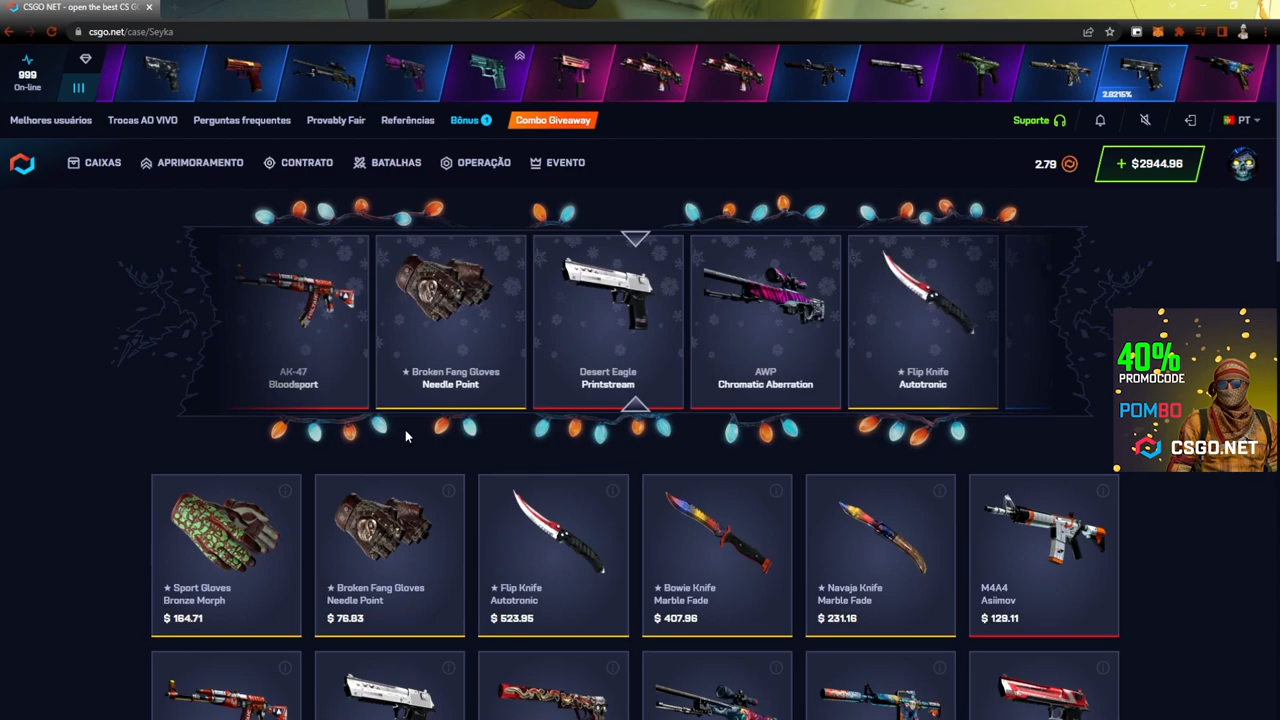 CSGO.NET - open the best CS G
csgo.net/case/Seyka
999
On-line
2.8215%
Melhores usuários
Trocas AO VIVO
Perguntas frequentes
Provably Fair
Referências
Bônus 1
Combo Giveaway
Suporte
PT
CAIXAS
APRIMORAMENTO
CONTRATO
BATALHAS
OPERAÇÃO
EVENTO
2.79
+ $2944.96
AK-47
Bloodsport
★ Broken Fang Gloves
Needle Point
Desert Eagle
Printstream
AWP
Chromatic Aberration
★ Flip Knife
Autotronic
40%
PROMOCODE
POMBO
CSGO.NET
★ Sport Gloves
Bronze Morph
$ 164.71
★ Broken Fang Gloves
Needle Point
$ 76.83
★ Flip Knife
Autotronic
$ 523.95
★ Bowie Knife
Marble Fade
$ 407.96
★ Navaja Knife
Marble Fade
$ 231.16
M4A4
Asiimov
$ 129.11